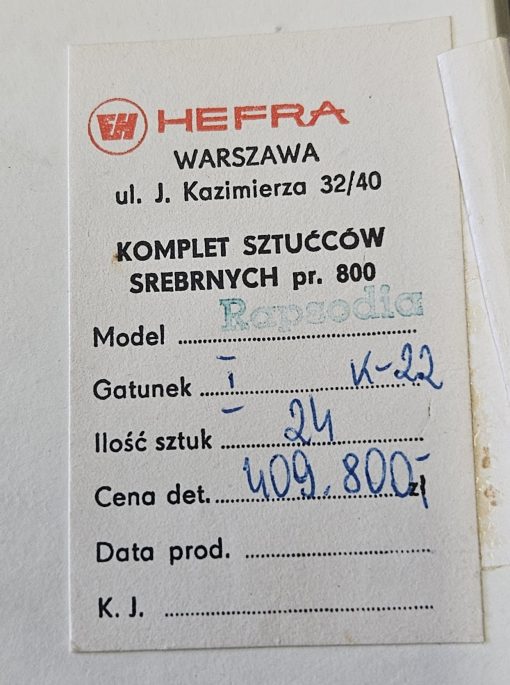 HEFRA
WARSZAWA
ul. J. Kazimierza 32/40
KOMPLET SZTUĆCÓW
SREBRNYCH pr. 800
Model Rapsodia
Gatunek I K-22
Ilość sztuk 24
Cena det. 409.800,- zł
Data prod.
K. J.